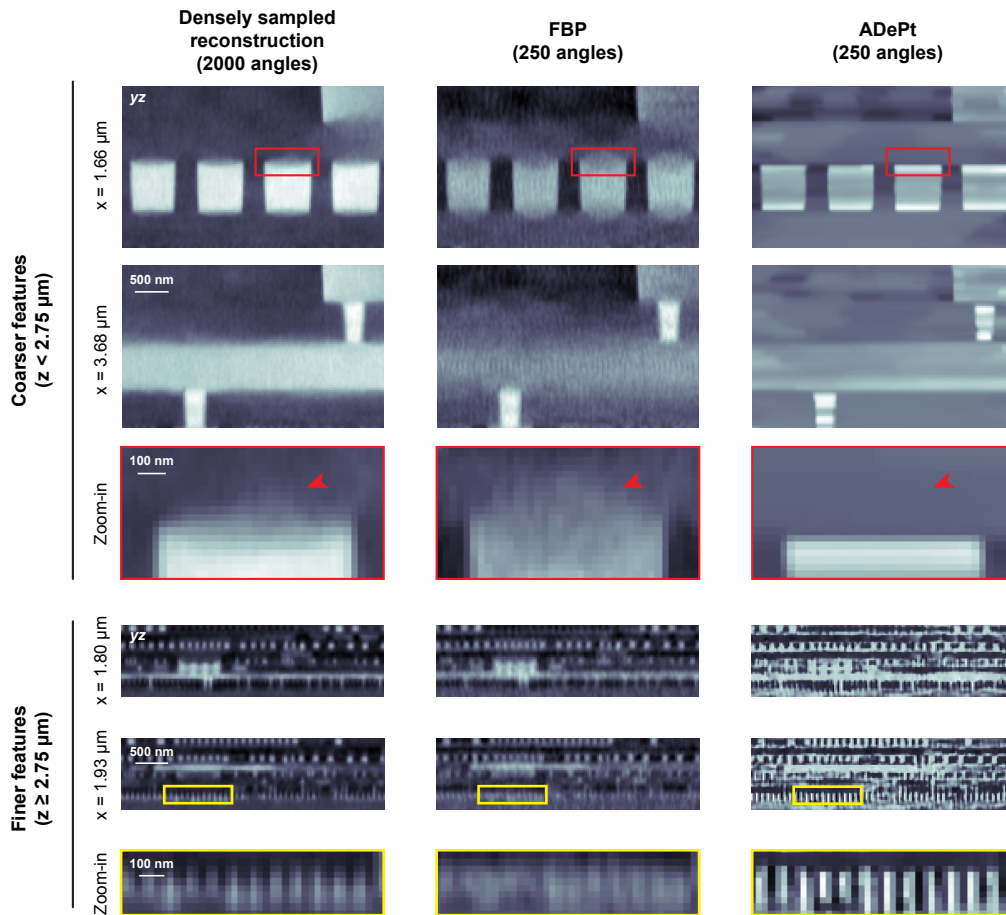 Densely sampled
reconstruction
(2000 angles)
FBP
(250 angles)
ADePt
(250 angles)
Coarser features
(z < 2.75 µm)
x = 1.66 µm
yz
x = 3.68 µm
500 nm
Zoom-in
100 nm
Finer features
(z ≥ 2.75 µm)
x = 1.80 µm
yz
x = 1.93 µm
500 nm
Zoom-in
100 nm